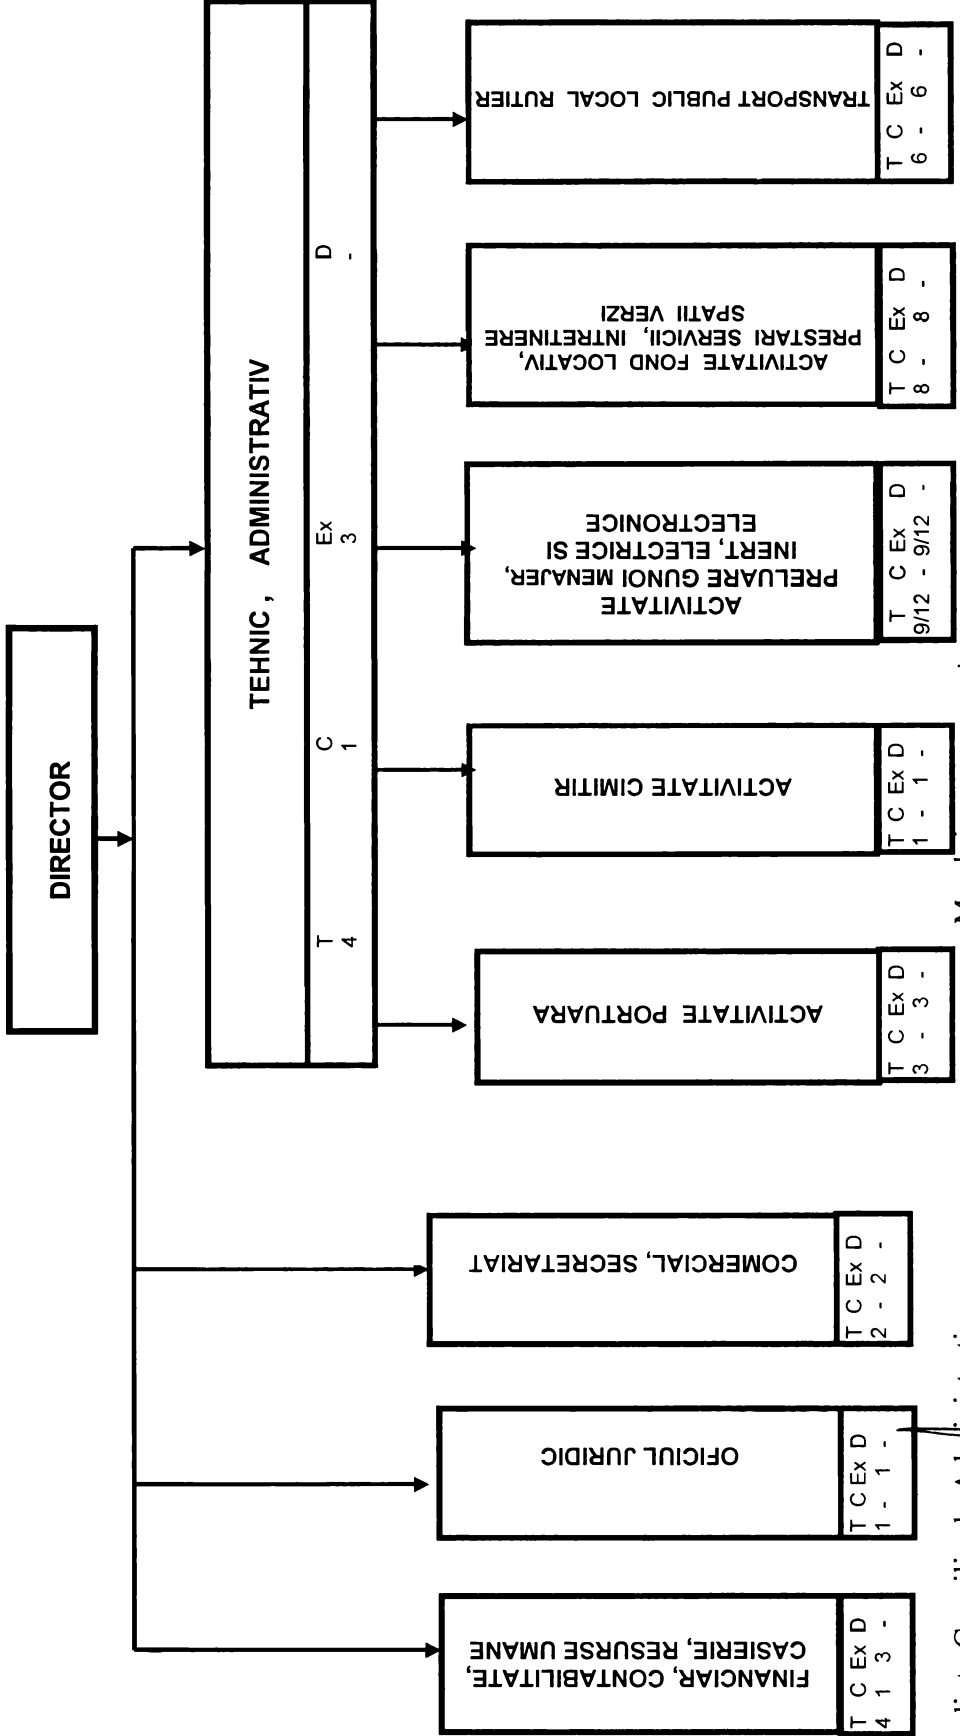 DIRECTOR
TEHNIC , ADMINISTRATIV
T C Ex D
4 1 3 -
FINANCIAR, CONTABILITATE,
CASIERIE, RESURSE UMANE
T C Ex D
4 1 3 -
OFICIUL JURIDIC
T C Ex D
1 - 1 -
COMERCIAL, SECRETARIAT
T C Ex D
2 - 2 -
ACTIVITATE PORTUARA
T C Ex D
3 - 3 -
ACTIVITATE CIMITIR
T C Ex D
1 - 1 -
ACTIVITATE
PRELUARE GUNOI MENAJER,
INERT, ELECTRICE SI
ELECTRONICE
T C Ex D
9/12 - 9/12 -
ACTIVITATE FOND LOCATIV,
PRESTARI SERVICII, INTRETINERE
SPATII VERZI
T C Ex D
8 - 8 -
TRANSPORT PUBLIC LOCAL RUTIER
T C Ex D
6 - 6 -